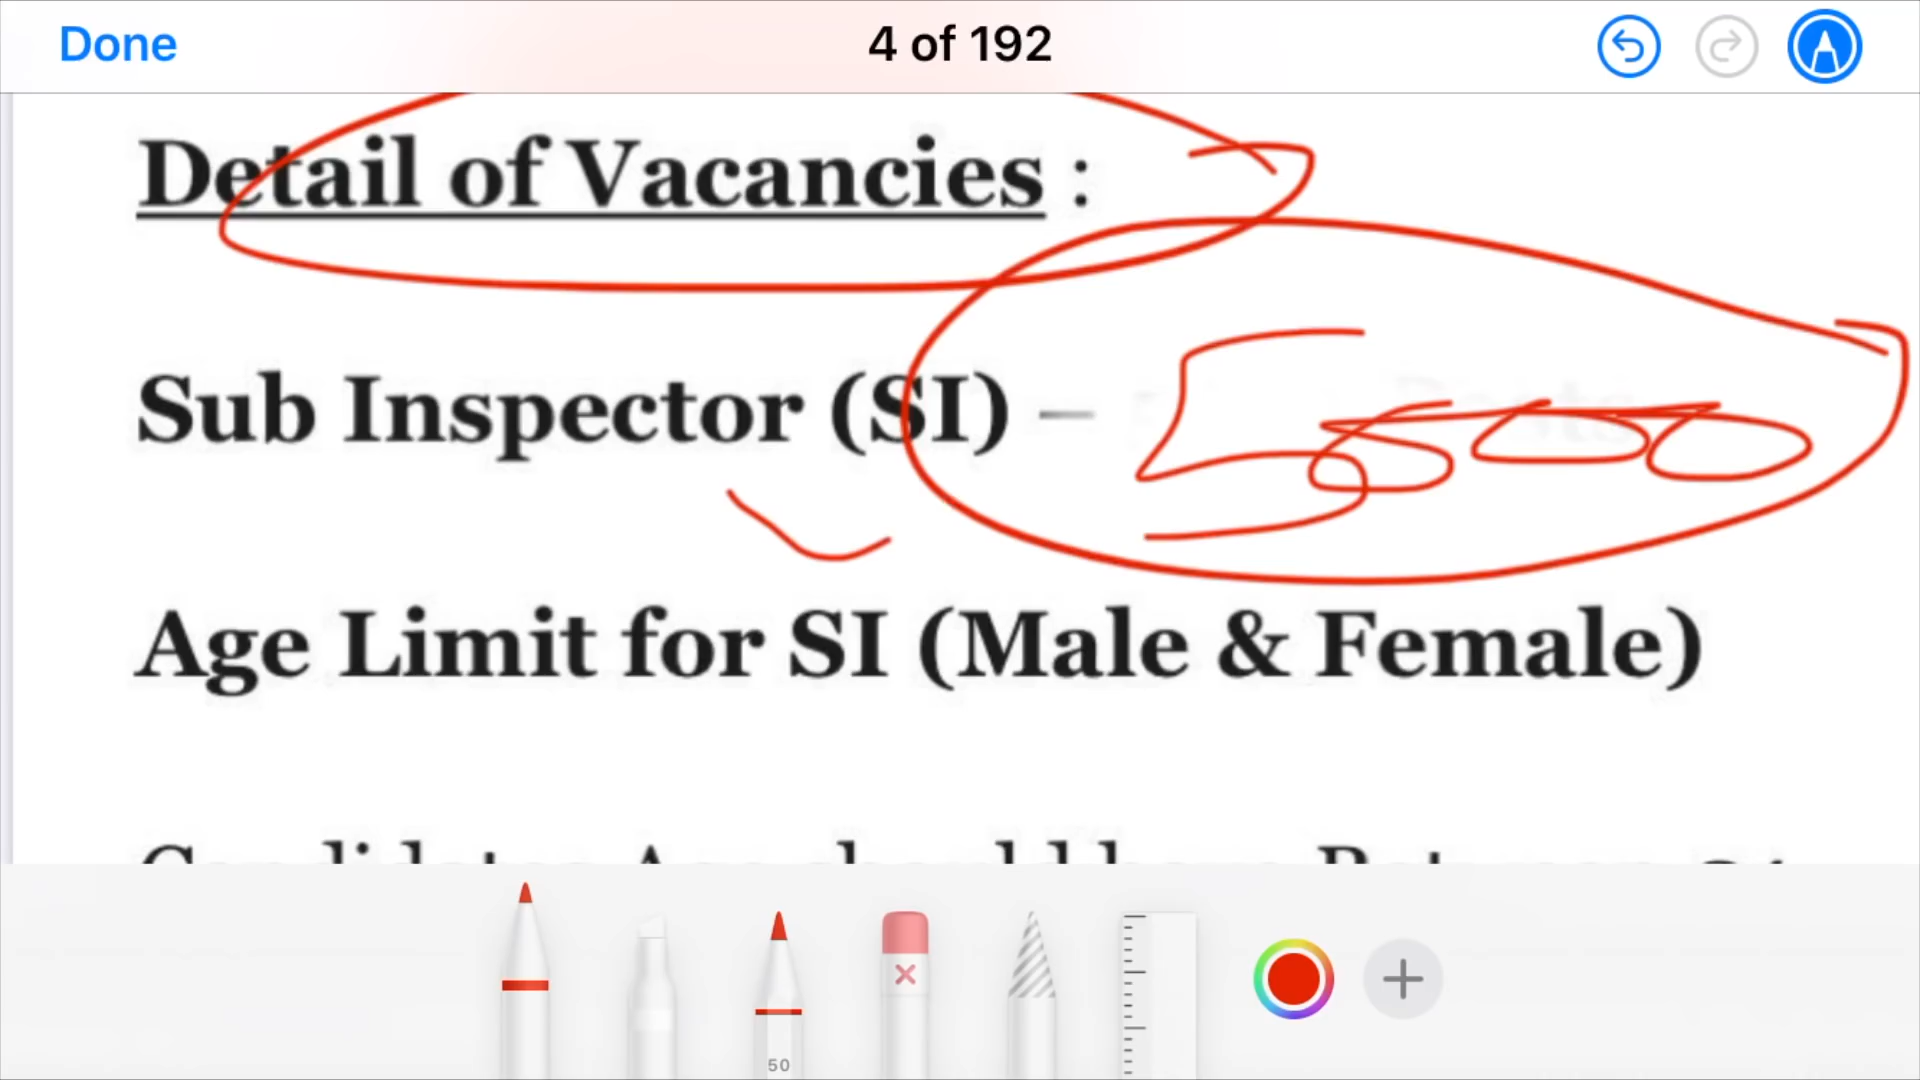 Done 4 of 192
Detail of Vacancies :
Sub Inspector (SI) – 5000
Age Limit for SI (Male & Female)
50